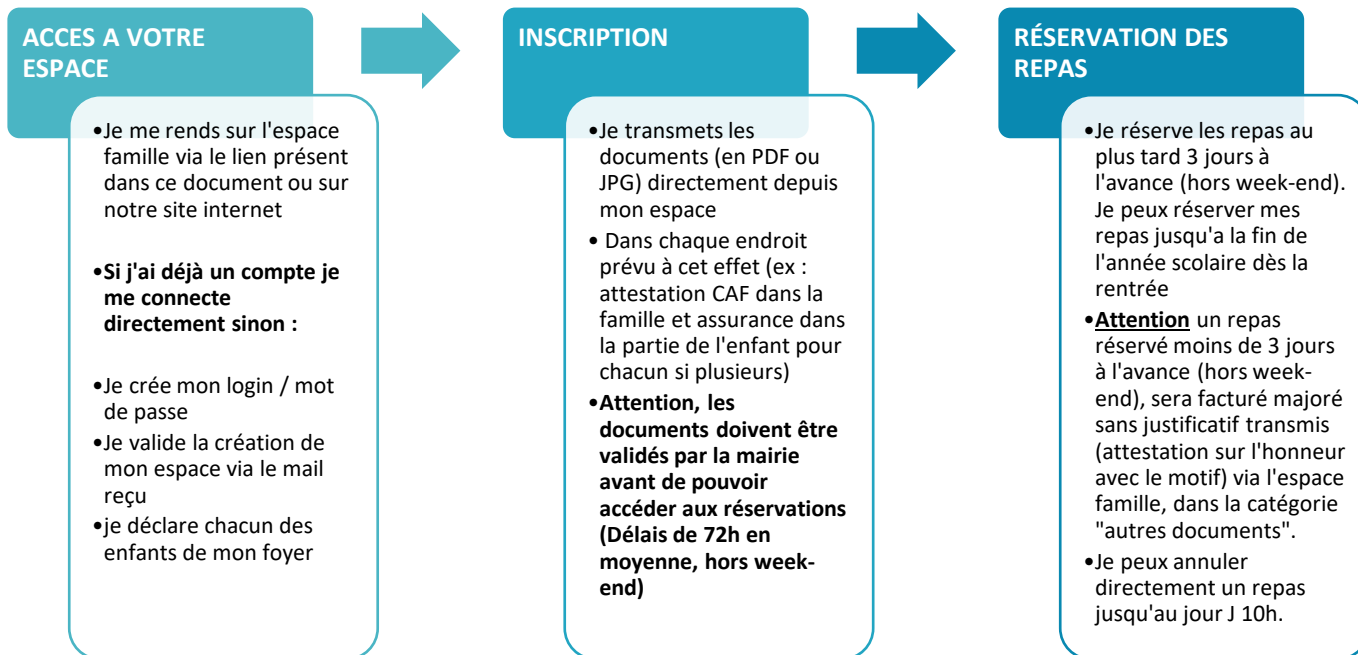 ACCES A VOTRE
ESPACE
•Je me rends sur l'espace
famille via le lien présent
dans ce document ou sur
notre site internet
•Si j'ai déjà un compte je
me connecte
directement sinon :
•Je crée mon login / mot
de passe
•Je valide la création de
mon espace via le mail
reçu
•je déclare chacun des
enfants de mon foyer
INSCRIPTION
•Je transmets les
documents (en PDF ou
JPG) directement depuis
mon espace
• Dans chaque endroit
prévu à cet effet (ex :
attestation CAF dans la
famille et assurance dans
la partie de l'enfant pour
chacun si plusieurs)
•Attention, les
documents doivent être
validés par la mairie
avant de pouvoir
accéder aux réservations
(Délais de 72h en
moyenne, hors week-
end)
RÉSERVATION DES
REPAS
•Je réserve les repas au
plus tard 3 jours à
l'avance (hors week-end).
Je peux réserver mes
repas jusqu'a la fin de
l'année scolaire dès la
rentrée
•Attention un repas
réservé moins de 3 jours
à l'avance (hors week-
end), sera facturé majoré
sans justificatif transmis
(attestation sur l'honneur
avec le motif) via l'espace
famille, dans la catégorie
"autres documents".
•Je peux annuler
directement un repas
jusqu'au jour J 10h.